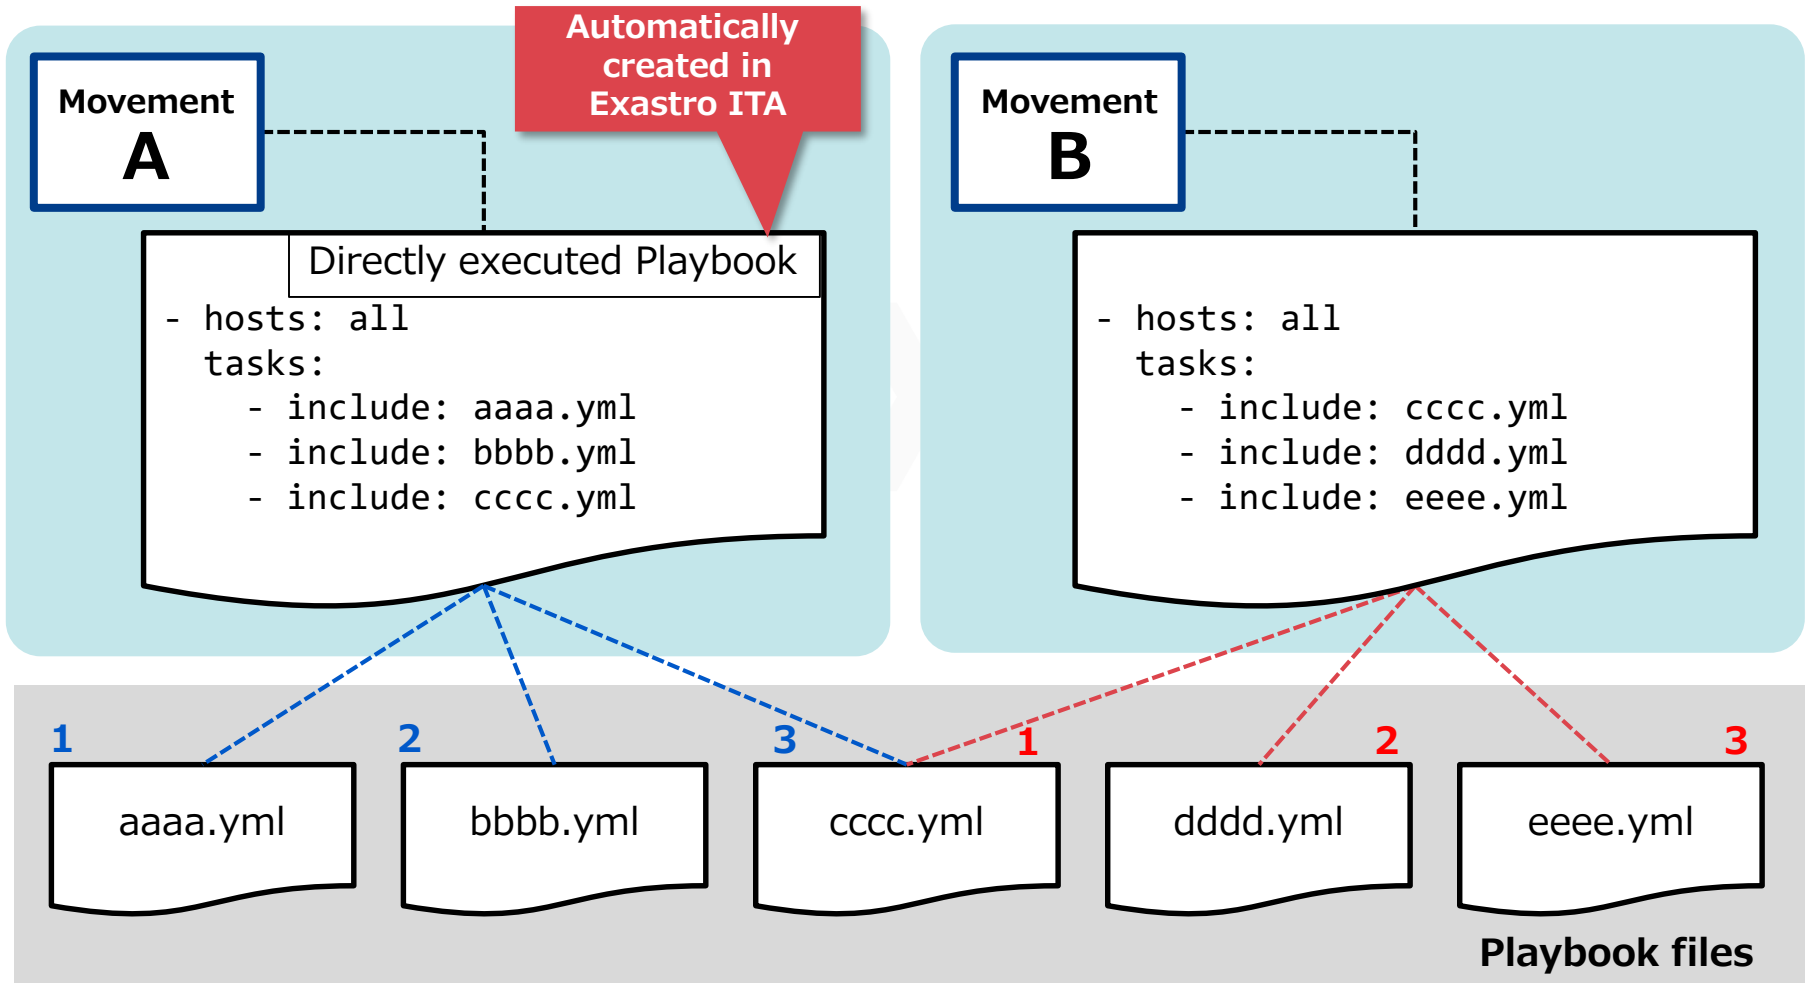 Automatically
created in
Exastro ITA
Movement
A
Directly executed Playbook
- hosts: all
tasks:
- include: aaaa.yml
- include: bbbb.yml
- include: cccc.yml
Movement
B
- hosts: all
tasks:
- include: cccc.yml
- include: dddd.yml
- include: eeee.yml
1
2
3
1
2
3
aaaa.yml
bbbb.yml
cccc.yml
dddd.yml
eeee.yml
Playbook files